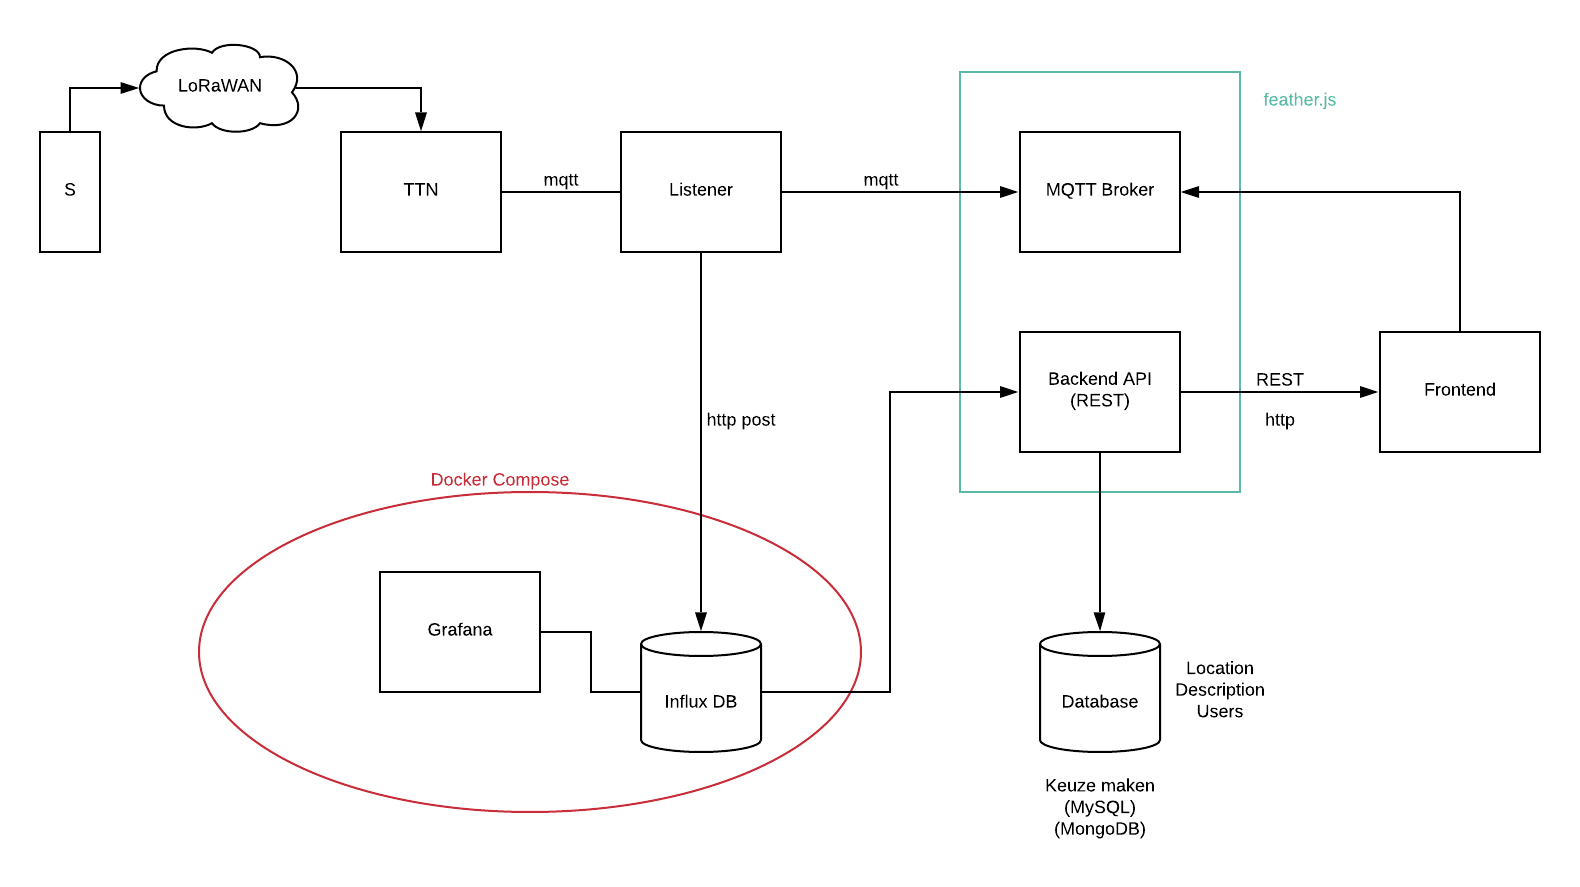 LoRaWAN
feather.js
S
TTN
mqtt
Listener
mqtt
MQTT Broker
Backend API
(REST)
REST
http
Frontend
http post
Docker Compose
Grafana
Influx DB
Database
Location
Description
Users
Keuze maken
(MySQL)
(MongoDB)